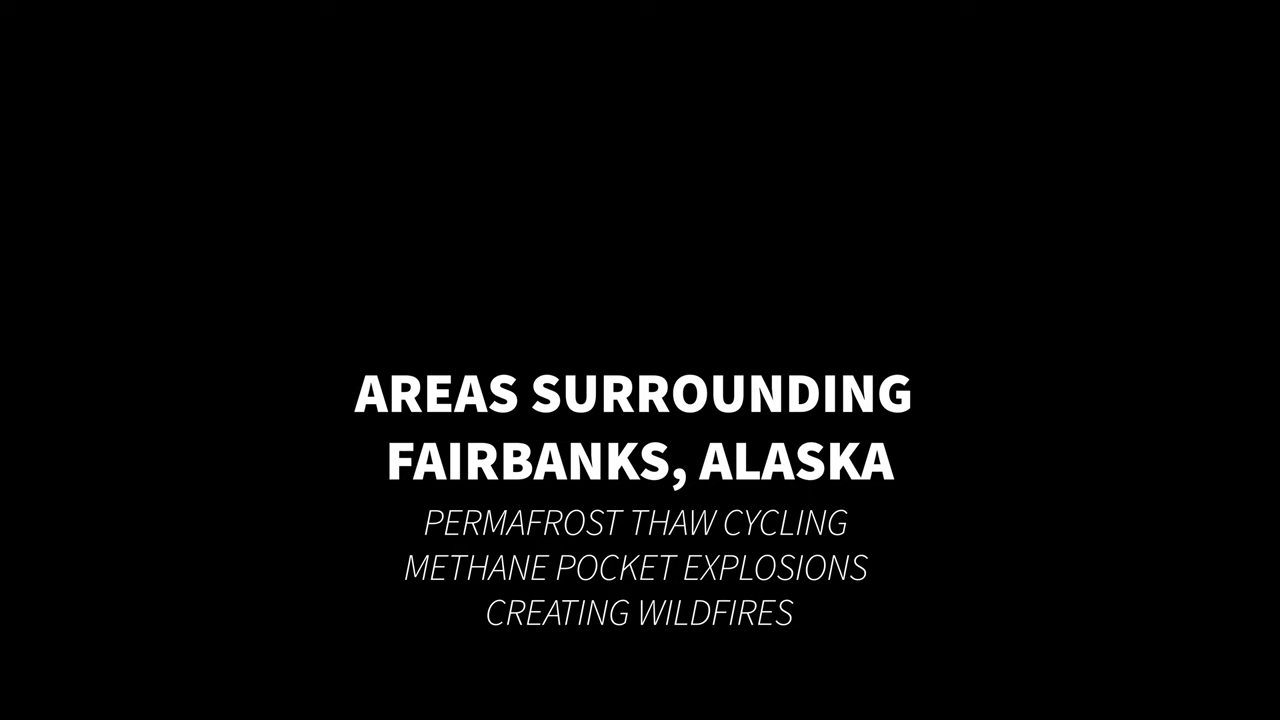 AREAS SURROUNDING
FAIRBANKS, ALASKA
PERMAFROST THAW CYCLING
METHANE POCKET EXPLOSIONS
CREATING WILDFIRES